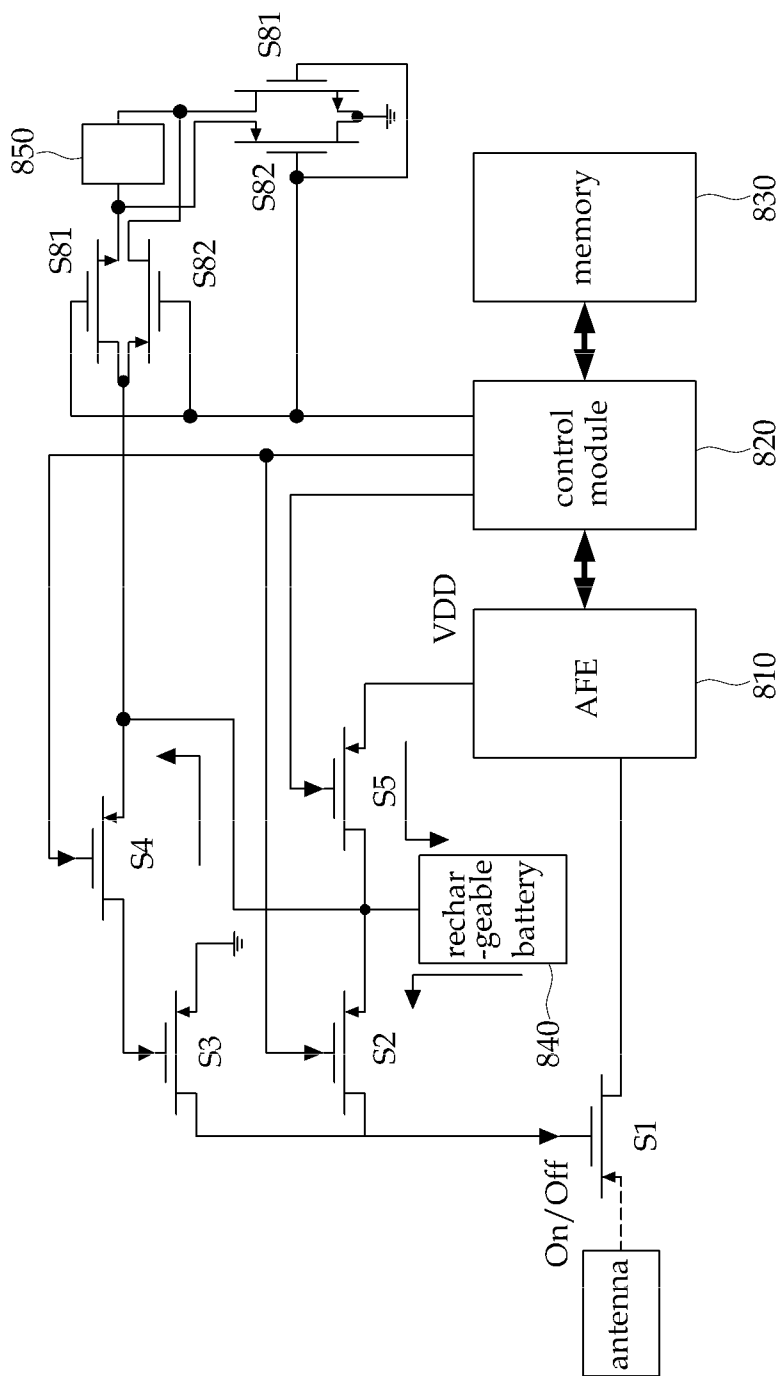 850
S81
S82
S81
S82
S4
S3
S2
S5
VDD
rechar
-geable
battery
840
On/Off
S1
antenna
AFE
810
control
module
820
memory
830